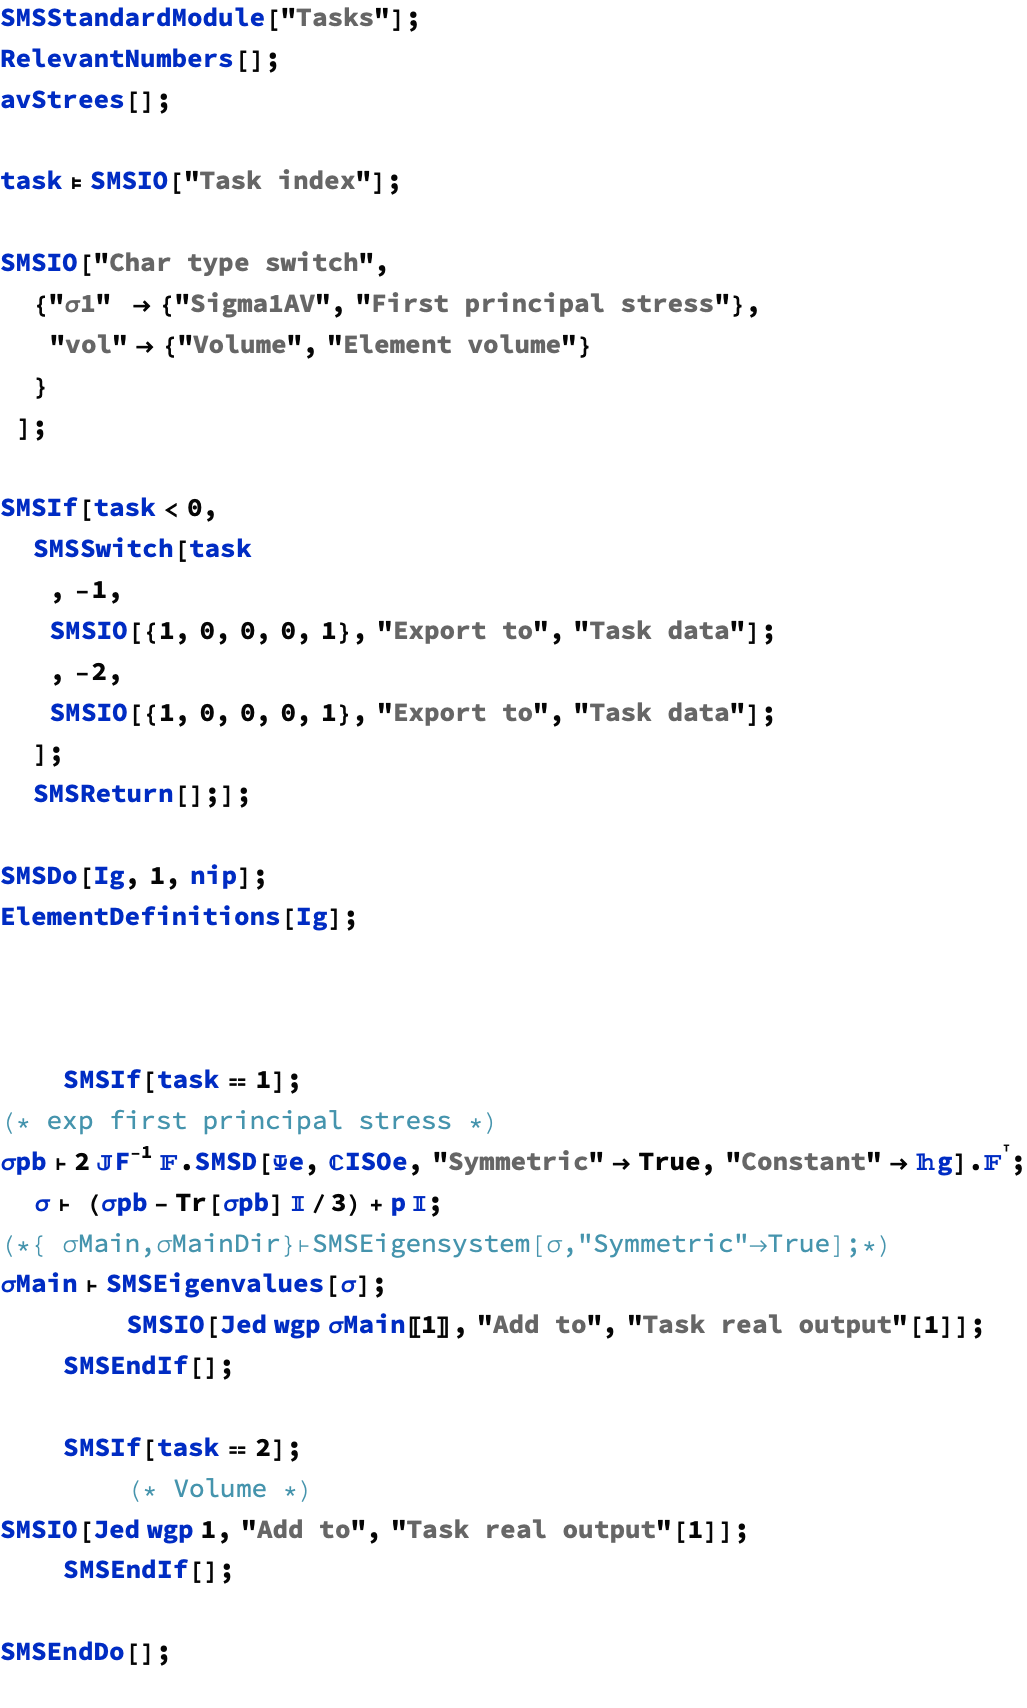 SMSStandardModule["Tasks"];
RelevantNumbers[];
avStrees[];
task ⊨ SMSIO["Task index"];
SMSIO["Char type switch",
{"σ1" → {"Sigma1AV", "First principal stress"},
"vol" → {"Volume", "Element volume"}
}
];
SMSIf[task < 0,
SMSSwitch[task
, -1,
SMSIO[{1, 0, 0, 0, 1}, "Export to", "Task data"];
, -2,
SMSIO[{1, 0, 0, 0, 1}, "Export to", "Task data"];
];
SMSReturn[];];
SMSDo[Ig, 1, nip];
ElementDefinitions[Ig];
SMSIf[task == 1];
(* exp first principal stress *)
σpb ⊢ 2 𝕁F⁻¹ 𝔽.SMSD[Ψe, ℂISOe, "Symmetric" → True, "Constant" → 𝕙g].𝔽ᵀ;
σ ⊢ (σpb - Tr[σpb] 𝕀 / 3) + p 𝕀;
(*{ σMain,σMainDir}⊢SMSEigensystem[σ,"Symmetric"→True];*)
σMain ⊢ SMSEigenvalues[σ];
SMSIO[Jed wgp σMain〚1〛, "Add to", "Task real output"[1]];
SMSEndIf[];
SMSIf[task == 2];
(* Volume *)
SMSIO[Jed wgp 1, "Add to", "Task real output"[1]];
SMSEndIf[];
SMSEndDo[];